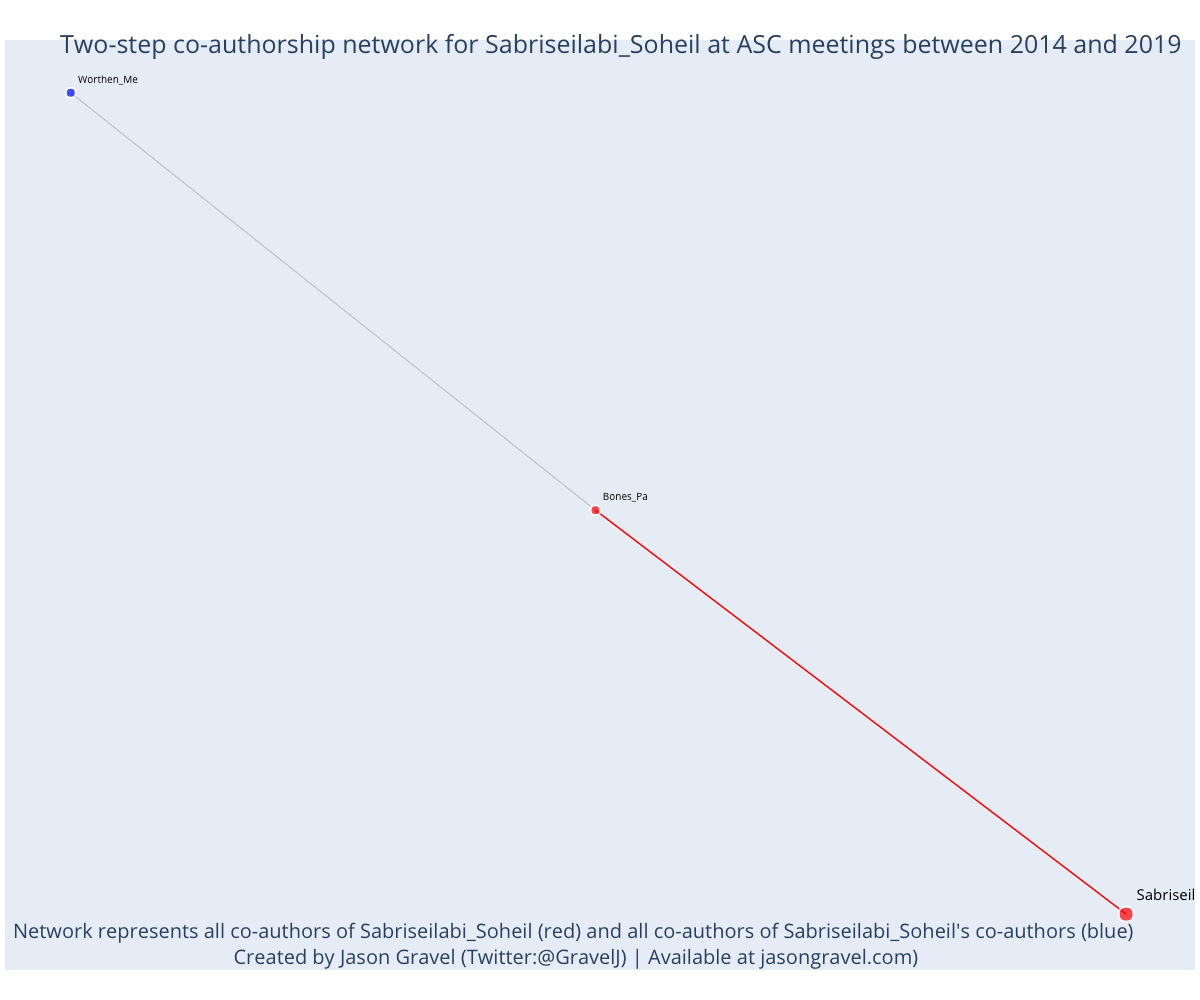 Two-step co-authorship network for Sabriseilabi_Soheil at ASC meetings between 2014 and 2019
Worthen_Me
Bones_Pa
Sabriseil
Network represents all co-authors of Sabriseilabi_Soheil (red) and all co-authors of Sabriseilabi_Soheil's co-authors (blue)
Created by Jason Gravel (Twitter:@GravelJ) | Available at jasongravel.com)